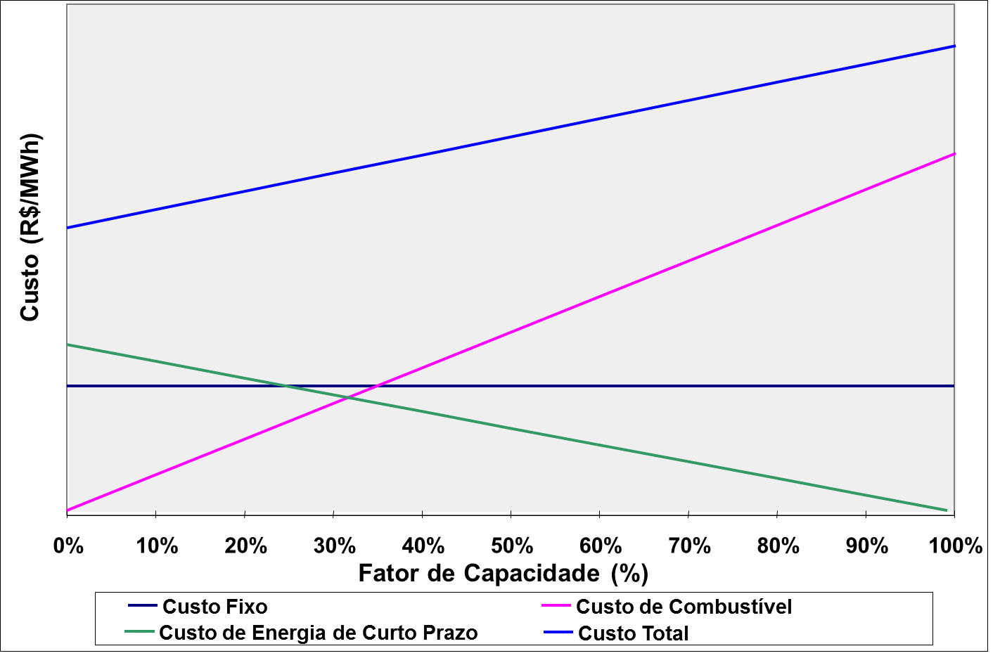 Custo (R$/MWh)
0% 10% 20% 30% 40% 50% 60% 70% 80% 90% 100%
Fator de Capacidade (%)
Custo Fixo Custo de Combustível
Custo de Energia de Curto Prazo Custo Total